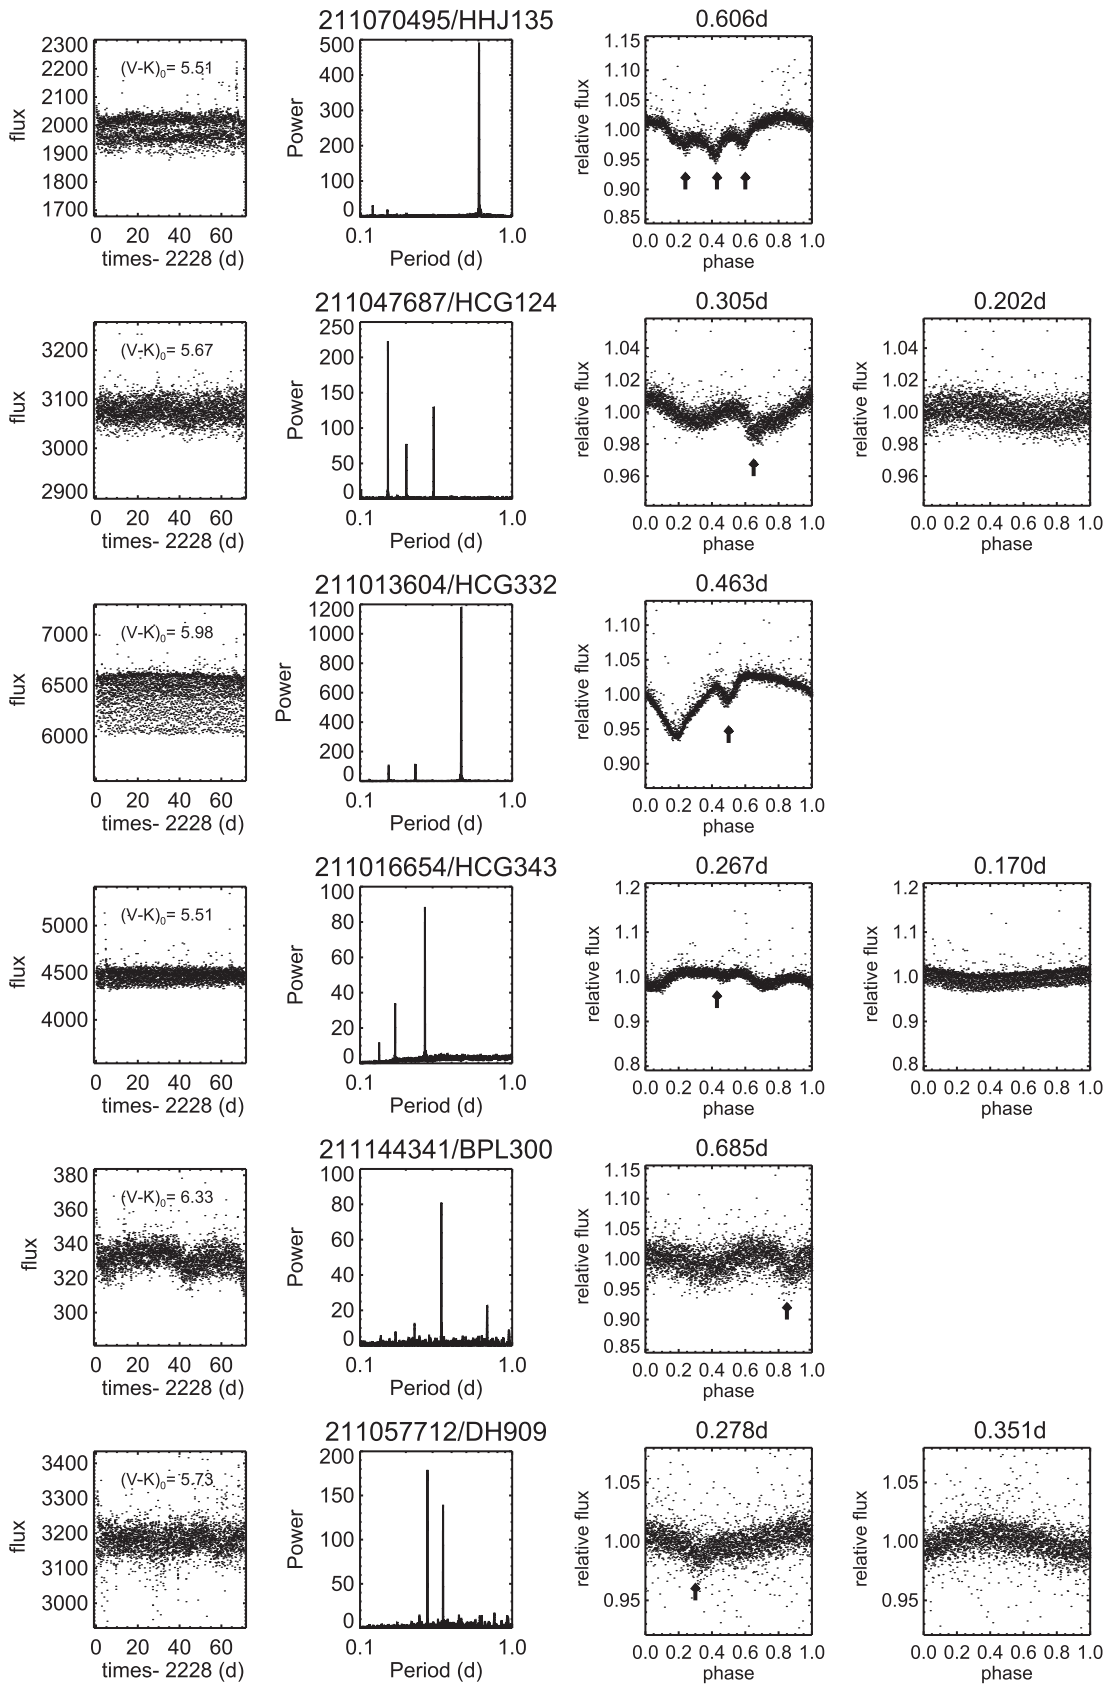 211070495/HHJ135
0.606d
(V-K)0= 5.51
flux
2300
2200
2100
2000
1900
1800
1700
0 20 40 60
times- 2228 (d)
Power
500
400
300
200
100
0
0.1 1.0
Period (d)
relative flux
1.15
1.10
1.05
1.00
0.95
0.90
0.85
0.0 0.2 0.4 0.6 0.8 1.0
phase
211047687/HCG124
0.305d
0.202d
(V-K)0= 5.67
flux
3200
3100
3000
2900
0 20 40 60
times- 2228 (d)
Power
250
200
150
100
50
0
0.1 1.0
Period (d)
relative flux
1.04
1.02
1.00
0.98
0.96
0.0 0.2 0.4 0.6 0.8 1.0
phase
relative flux
1.04
1.02
1.00
0.98
0.96
0.0 0.2 0.4 0.6 0.8 1.0
phase
211013604/HCG332
0.463d
(V-K)0= 5.98
flux
7000
6500
6000
0 20 40 60
times- 2228 (d)
Power
1200
1000
800
600
400
200
0
0.1 1.0
Period (d)
relative flux
1.10
1.05
1.00
0.95
0.90
0.0 0.2 0.4 0.6 0.8 1.0
phase
211016654/HCG343
0.267d
0.170d
(V-K)0= 5.51
flux
5000
4500
4000
0 20 40 60
times- 2228 (d)
Power
100
80
60
40
20
0
0.1 1.0
Period (d)
relative flux
1.2
1.1
1.0
0.9
0.8
0.0 0.2 0.4 0.6 0.8 1.0
phase
relative flux
1.2
1.1
1.0
0.9
0.8
0.0 0.2 0.4 0.6 0.8 1.0
phase
211144341/BPL300
0.685d
(V-K)0= 6.33
flux
380
360
340
320
300
0 20 40 60
times- 2228 (d)
Power
100
80
60
40
20
0
0.1 1.0
Period (d)
relative flux
1.15
1.10
1.05
1.00
0.95
0.90
0.85
0.0 0.2 0.4 0.6 0.8 1.0
phase
211057712/DH909
0.278d
0.351d
(V-K)0= 5.73
flux
3400
3300
3200
3100
3000
0 20 40 60
times- 2228 (d)
Power
200
150
100
50
0
0.1 1.0
Period (d)
relative flux
1.05
1.00
0.95
0.0 0.2 0.4 0.6 0.8 1.0
phase
relative flux
1.05
1.00
0.95
0.0 0.2 0.4 0.6 0.8 1.0
phase